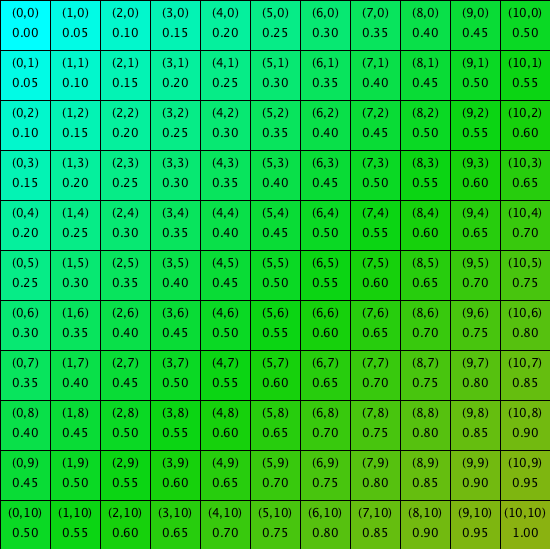 (0,0) (1,0) (2,0) (3,0) (4,0) (5,0) (6,0) (7,0) (8,0) (9,0) (10,0)
0.00 0.05 0.10 0.15 0.20 0.25 0.30 0.35 0.40 0.45 0.50
(0,1) (1,1) (2,1) (3,1) (4,1) (5,1) (6,1) (7,1) (8,1) (9,1) (10,1)
0.05 0.10 0.15 0.20 0.25 0.30 0.35 0.40 0.45 0.50 0.55
(0,2) (1,2) (2,2) (3,2) (4,2) (5,2) (6,2) (7,2) (8,2) (9,2) (10,2)
0.10 0.15 0.20 0.25 0.30 0.35 0.40 0.45 0.50 0.55 0.60
(0,3) (1,3) (2,3) (3,3) (4,3) (5,3) (6,3) (7,3) (8,3) (9,3) (10,3)
0.15 0.20 0.25 0.30 0.35 0.40 0.45 0.50 0.55 0.60 0.65
(0,4) (1,4) (2,4) (3,4) (4,4) (5,4) (6,4) (7,4) (8,4) (9,4) (10,4)
0.20 0.25 0.30 0.35 0.40 0.45 0.50 0.55 0.60 0.65 0.70
(0,5) (1,5) (2,5) (3,5) (4,5) (5,5) (6,5) (7,5) (8,5) (9,5) (10,5)
0.25 0.30 0.35 0.40 0.45 0.50 0.55 0.60 0.65 0.70 0.75
(0,6) (1,6) (2,6) (3,6) (4,6) (5,6) (6,6) (7,6) (8,6) (9,6) (10,6)
0.30 0.35 0.40 0.45 0.50 0.55 0.60 0.65 0.70 0.75 0.80
(0,7) (1,7) (2,7) (3,7) (4,7) (5,7) (6,7) (7,7) (8,7) (9,7) (10,7)
0.35 0.40 0.45 0.50 0.55 0.60 0.65 0.70 0.75 0.80 0.85
(0,8) (1,8) (2,8) (3,8) (4,8) (5,8) (6,8) (7,8) (8,8) (9,8) (10,8)
0.40 0.45 0.50 0.55 0.60 0.65 0.70 0.75 0.80 0.85 0.90
(0,9) (1,9) (2,9) (3,9) (4,9) (5,9) (6,9) (7,9) (8,9) (9,9) (10,9)
0.45 0.50 0.55 0.60 0.65 0.70 0.75 0.80 0.85 0.90 0.95
(0,10) (1,10) (2,10) (3,10) (4,10) (5,10) (6,10) (7,10) (8,10) (9,10) (10,10)
0.50 0.55 0.60 0.65 0.70 0.75 0.80 0.85 0.90 0.95 1.00